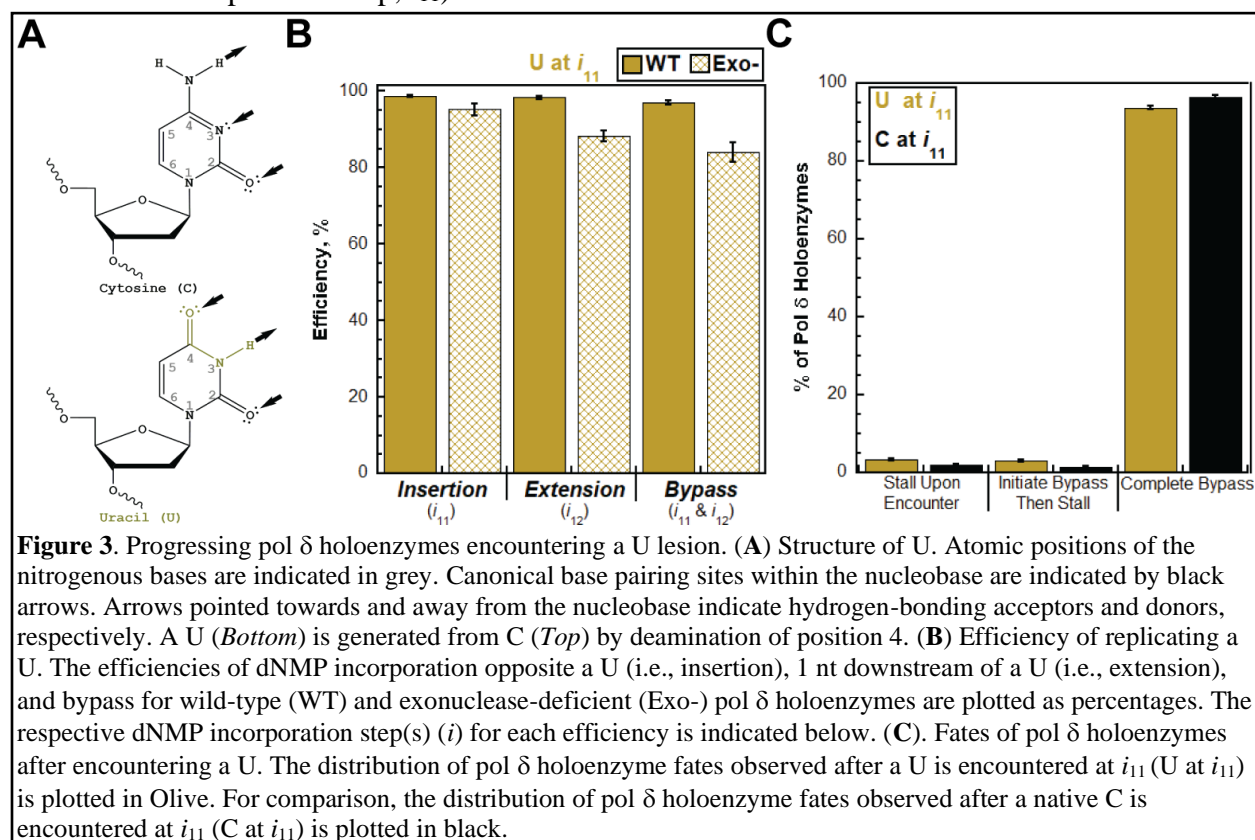 A
H
H
N
4
5
N
3
6
1
2
N
O
O
O
O
Cytosine (C)
O
H
4
5
N
3
6
1
2
N
O
O
O
O
Uracil (U)
B
U at i11
WT
Exo-
100
80
60
40
20
0
Efficiency, %
Insertion
(i11)
Extension
(i12)
Bypass
(i11 & i12)
C
U at i11
C at i11
100
80
60
40
20
0
% of Pol δ Holoenzymes
Stall Upon
Encounter
Initiate Bypass
Then Stall
Complete Bypass
Figure 3. Progressing pol δ holoenzymes encountering a U lesion. (A) Structure of U. Atomic positions of the
nitrogenous bases are indicated in grey. Canonical base pairing sites within the nucleobase are indicated by black
arrows. Arrows pointed towards and away from the nucleobase indicate hydrogen-bonding acceptors and donors,
respectively. A U (Bottom) is generated from C (Top) by deamination of position 4. (B) Efficiency of replicating a
U. The efficiencies of dNMP incorporation opposite a U (i.e., insertion), 1 nt downstream of a U (i.e., extension),
and bypass for wild-type (WT) and exonuclease-deficient (Exo-) pol δ holoenzymes are plotted as percentages. The
respective dNMP incorporation step(s) (i) for each efficiency is indicated below. (C). Fates of pol δ holoenzymes
after encountering a U. The distribution of pol δ holoenzyme fates observed after a U is encountered at i11 (U at i11)
is plotted in Olive. For comparison, the distribution of pol δ holoenzyme fates observed after a native C is
encountered at i11 (C at i11) is plotted in black.